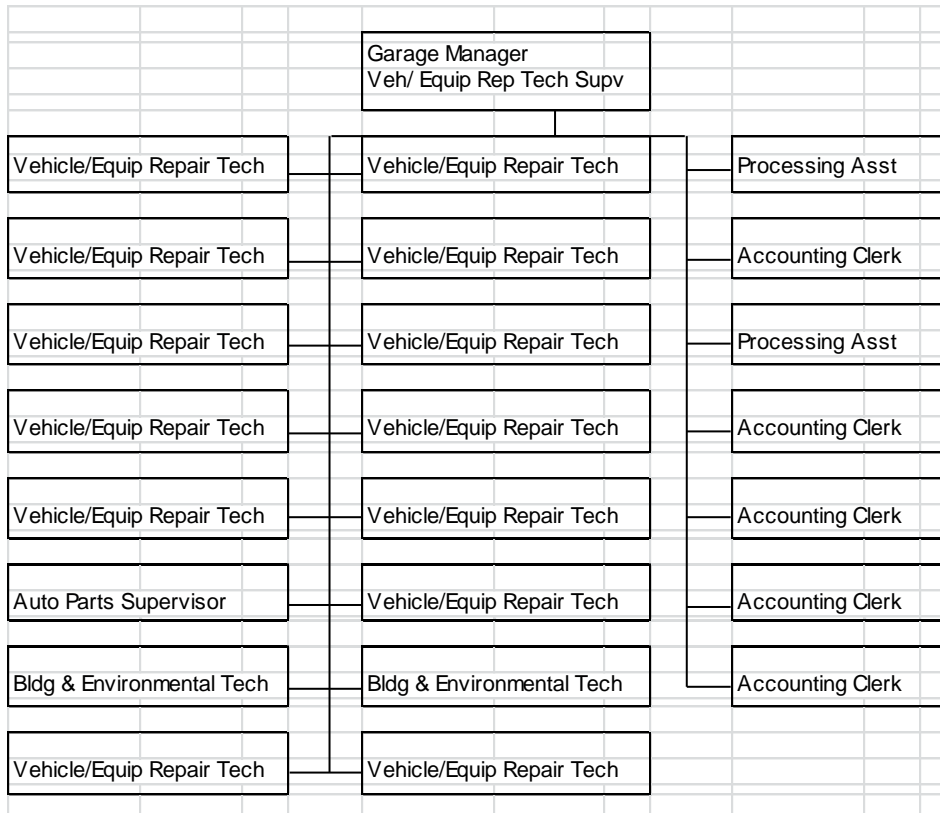 Garage Manager
Veh/ Equip Rep Tech Supv
Vehicle/Equip Repair Tech
Vehicle/Equip Repair Tech
Processing Asst
Vehicle/Equip Repair Tech
Vehicle/Equip Repair Tech
Accounting Clerk
Vehicle/Equip Repair Tech
Vehicle/Equip Repair Tech
Processing Asst
Vehicle/Equip Repair Tech
Vehicle/Equip Repair Tech
Accounting Clerk
Vehicle/Equip Repair Tech
Vehicle/Equip Repair Tech
Accounting Clerk
Auto Parts Supervisor
Vehicle/Equip Repair Tech
Accounting Clerk
Bldg & Environmental Tech
Bldg & Environmental Tech
Accounting Clerk
Vehicle/Equip Repair Tech
Vehicle/Equip Repair Tech